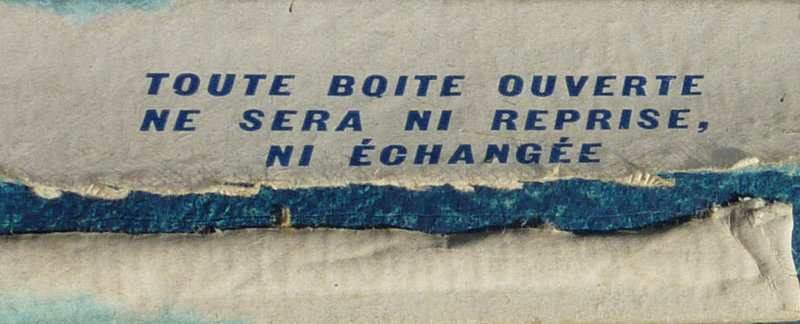 TOUTE BOITE OUVERTE
NE SERA NI REPRISE,
NI ÉCHANGÉE